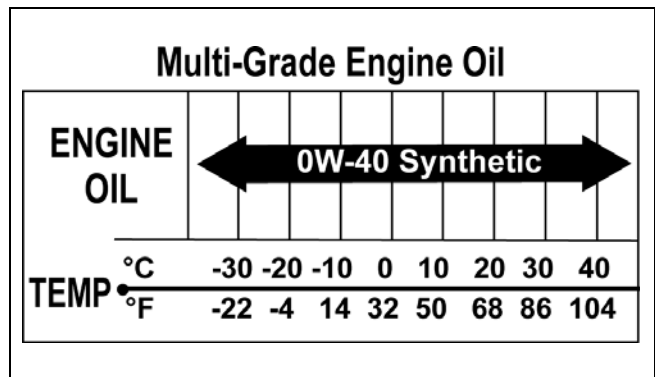 Multi-Grade Engine Oil
ENGINE
OIL
0W-40 Synthetic
°C -30 -20 -10 0 10 20 30 40
TEMP
°F -22 -4 14 32 50 68 86 104